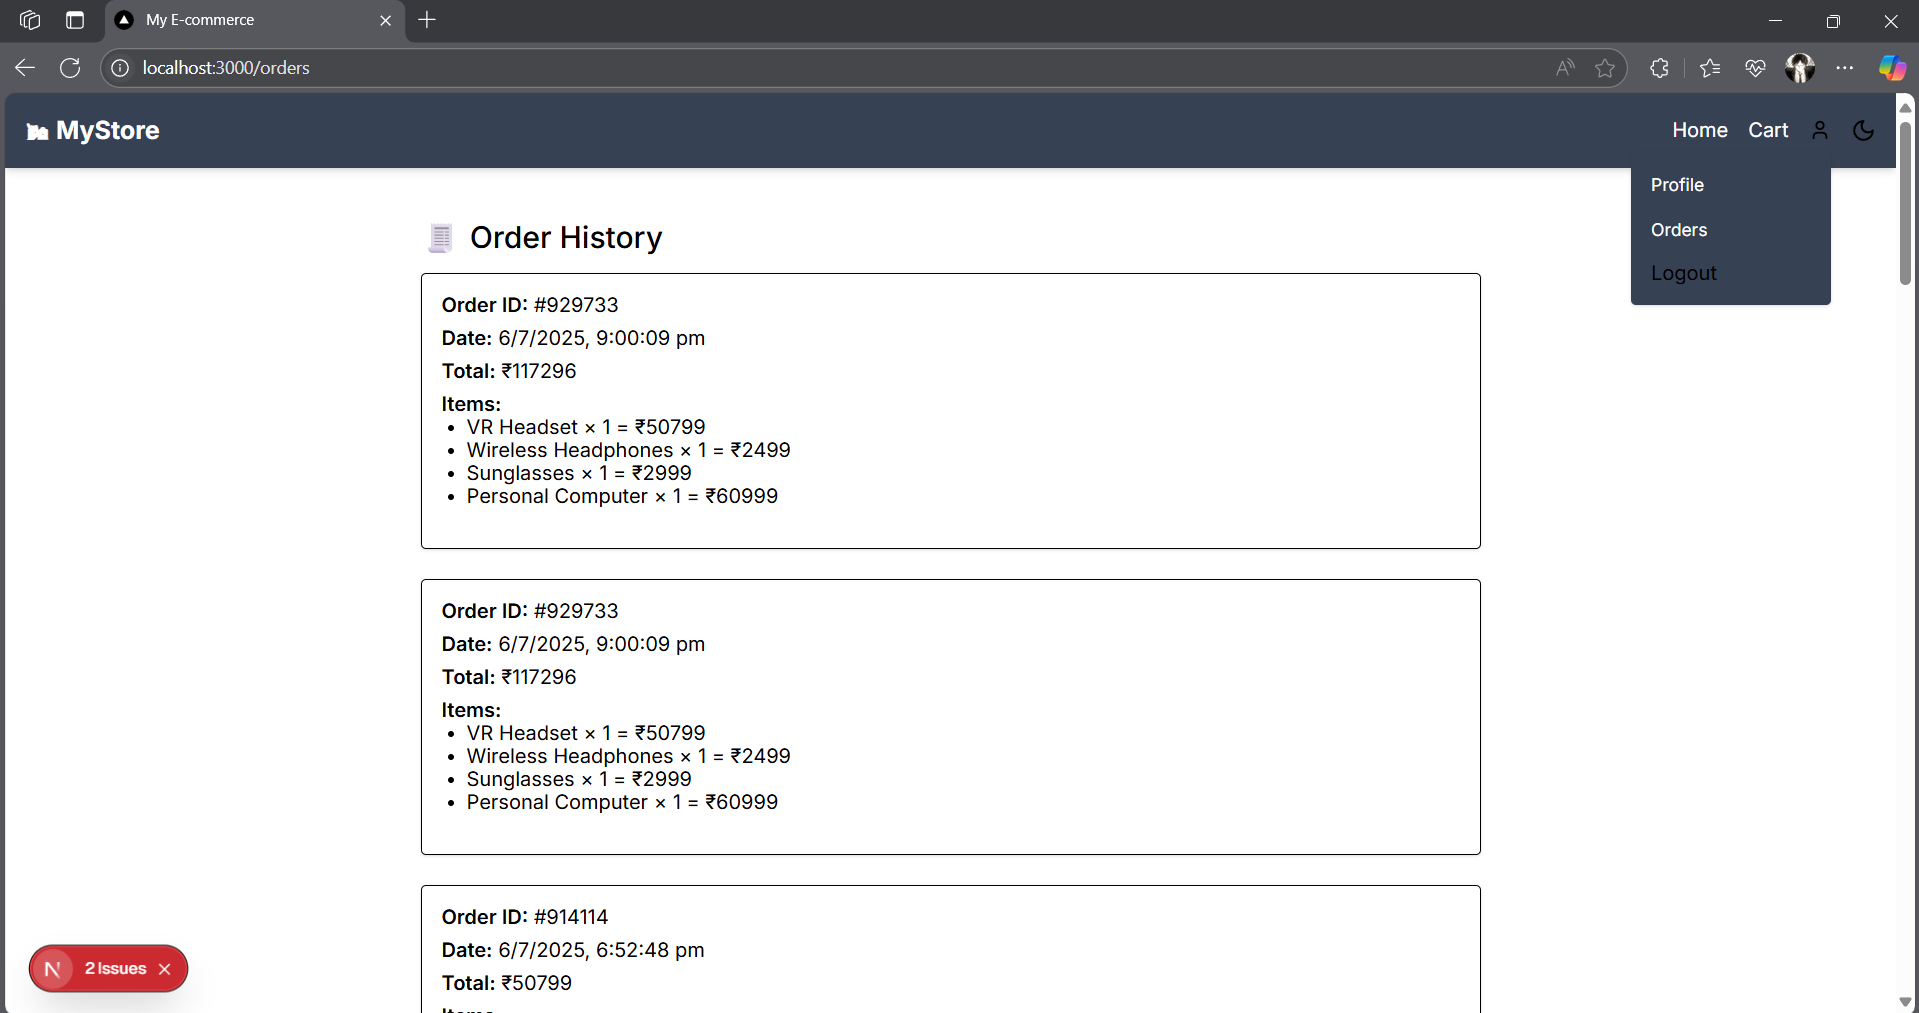 My E-commerce
localhost:3000/orders
MyStore
Home Cart
Profile
Orders
Logout
Order History
Order ID: #929733
Date: 6/7/2025, 9:00:09 pm
Total: ₹117296
Items:
• VR Headset × 1 = ₹50799
• Wireless Headphones × 1 = ₹2499
• Sunglasses × 1 = ₹2999
• Personal Computer × 1 = ₹60999
Order ID: #929733
Date: 6/7/2025, 9:00:09 pm
Total: ₹117296
Items:
• VR Headset × 1 = ₹50799
• Wireless Headphones × 1 = ₹2499
• Sunglasses × 1 = ₹2999
• Personal Computer × 1 = ₹60999
Order ID: #914114
Date: 6/7/2025, 6:52:48 pm
Total: ₹50799
Items:
N 2 Issues